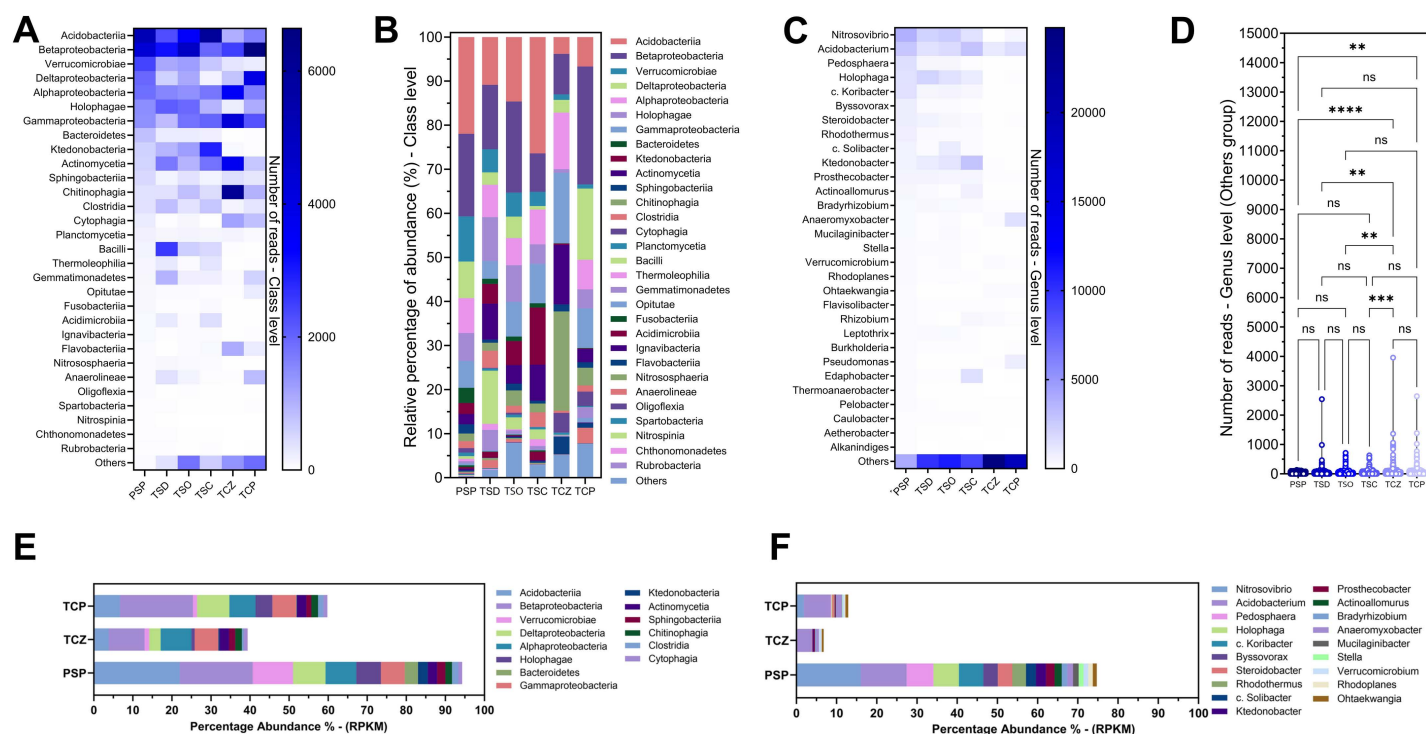 A
Acidobacteriia
Betaproteobacteria
Verrucomicrobiae
Deltaproteobacteria
Alphaproteobacteria
Holophagae
Gammaproteobacteria
Bacteroidetes
Ktedonobacteria
Actinomycetia
Sphingobacteriia
Chitinophagia
Clostridia
Cytophagia
Planctomycetia
Bacilli
Thermoleophilia
Gemmatimonadetes
Opitutae
Fusobacteriia
Acidimicrobiia
Ignavibacteria
Flavobacteriia
Nitrososphaeria
Anaerolineae
Oligoflexia
Spartobacteria
Nitrospinia
Chthonomonadetes
Rubrobacteria
Others
PSP TSD TSO TSC TCZ TCP
6000
4000
2000
0
Number of reads - Class level
B
Relative percentage of abundance (%) - Class level
100
90
80
70
60
50
40
30
20
10
0
PSP TSD TSO TSC TCZ TCP
Acidobacteriia
Betaproteobacteria
Verrucomicrobiae
Deltaproteobacteria
Alphaproteobacteria
Holophagae
Gammaproteobacteria
Bacteroidetes
Ktedonobacteria
Actinomycetia
Sphingobacteriia
Chitinophagia
Clostridia
Cytophagia
Planctomycetia
Bacilli
Thermoleophilia
Gemmatimonadetes
Opitutae
Fusobacteriia
Acidimicrobiia
Ignavibacteria
Flavobacteriia
Nitrososphaeria
Anaerolineae
Oligoflexia
Spartobacteria
Nitrospinia
Chthonomonadetes
Rubrobacteria
Others
C
Nitrosovibrio
Acidobacterium
Pedosphaera
Holophaga
c. Koribacter
Byssovorax
Steroidobacter
Rhodothermus
c. Solibacter
Ktedonobacter
Prosthecobacter
Actinoallomurus
Bradyrhizobium
Anaeromyxobacter
Mucilaginibacter
Stella
Verrucomicrobium
Rhodoplanes
Ohtaekwangia
Flavisolibacter
Rhizobium
Leptothrix
Burkholderia
Pseudomonas
Edaphobacter
Thermoanaerobacter
Pelobacter
Caulobacter
Aetherobacter
Alkanindiges
Others
PSP TSD TSO TSC TCZ TCP
20000
15000
10000
5000
0
Number of reads - Genus level
D
Number of reads - Genus level (Others group)
15000
14000
13000
12000
11000
10000
9000
8000
7000
6000
5000
4000
3000
2000
1000
0
**
ns
****
ns
**
ns
**
ns ns
ns ***
ns ns ns ns
PSP TSD TSO TSC TCZ TCP
E
TCP
TCZ
PSP
0 10 20 30 40 50 60 70 80 90 100
Percentage Abundance % - (RPKM)
Acidobacteriia
Betaproteobacteria
Verrucomicrobiae
Deltaproteobacteria
Alphaproteobacteria
Holophagae
Bacteroidetes
Gammaproteobacteria
Ktedonobacteria
Actinomycetia
Sphingobacteriia
Chitinophagia
Clostridia
Cytophagia
F
TCP
TCZ
PSP
0 10 20 30 40 50 60 70 80 90 100
Percentage Abundance % - (RPKM)
Nitrosovibrio
Acidobacterium
Pedosphaera
Holophaga
c. Koribacter
Byssovorax
Steroidobacter
Rhodothermus
c. Solibacter
Ktedonobacter
Prosthecobacter
Actinoallomurus
Bradyrhizobium
Anaeromyxobacter
Mucilaginibacter
Stella
Verrucomicrobium
Rhodoplanes
Ohtaekwangia